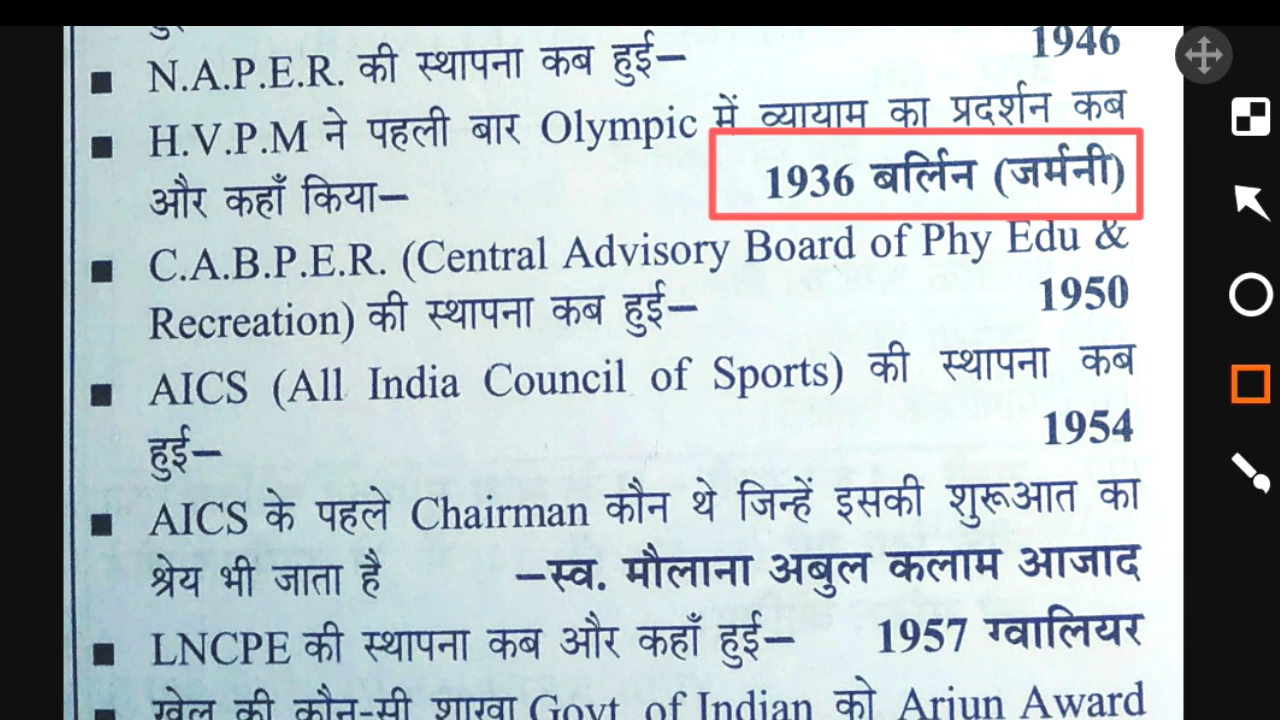 1946
■ N.A.P.E.R. की स्थापना कब हुई–
■ H.V.P.M ने पहली बार Olympic में व्यायाम का प्रदर्शन कब
और कहाँ किया– 1936 बर्लिन (जर्मनी)
■ C.A.B.P.E.R. (Central Advisory Board of Phy Edu &
Recreation) की स्थापना कब हुई– 1950
■ AICS (All India Council of Sports) की स्थापना कब
हुई– 1954
■ AICS के पहले Chairman कौन थे जिन्हें इसकी शुरूआत का
श्रेय भी जाता है –स्व. मौलाना अबुल कलाम आजाद
■ LNCPE की स्थापना कब और कहाँ हुई– 1957 ग्वालियर
■ खेल की कौन-सी शाखा Govt of Indian को Arjun Award